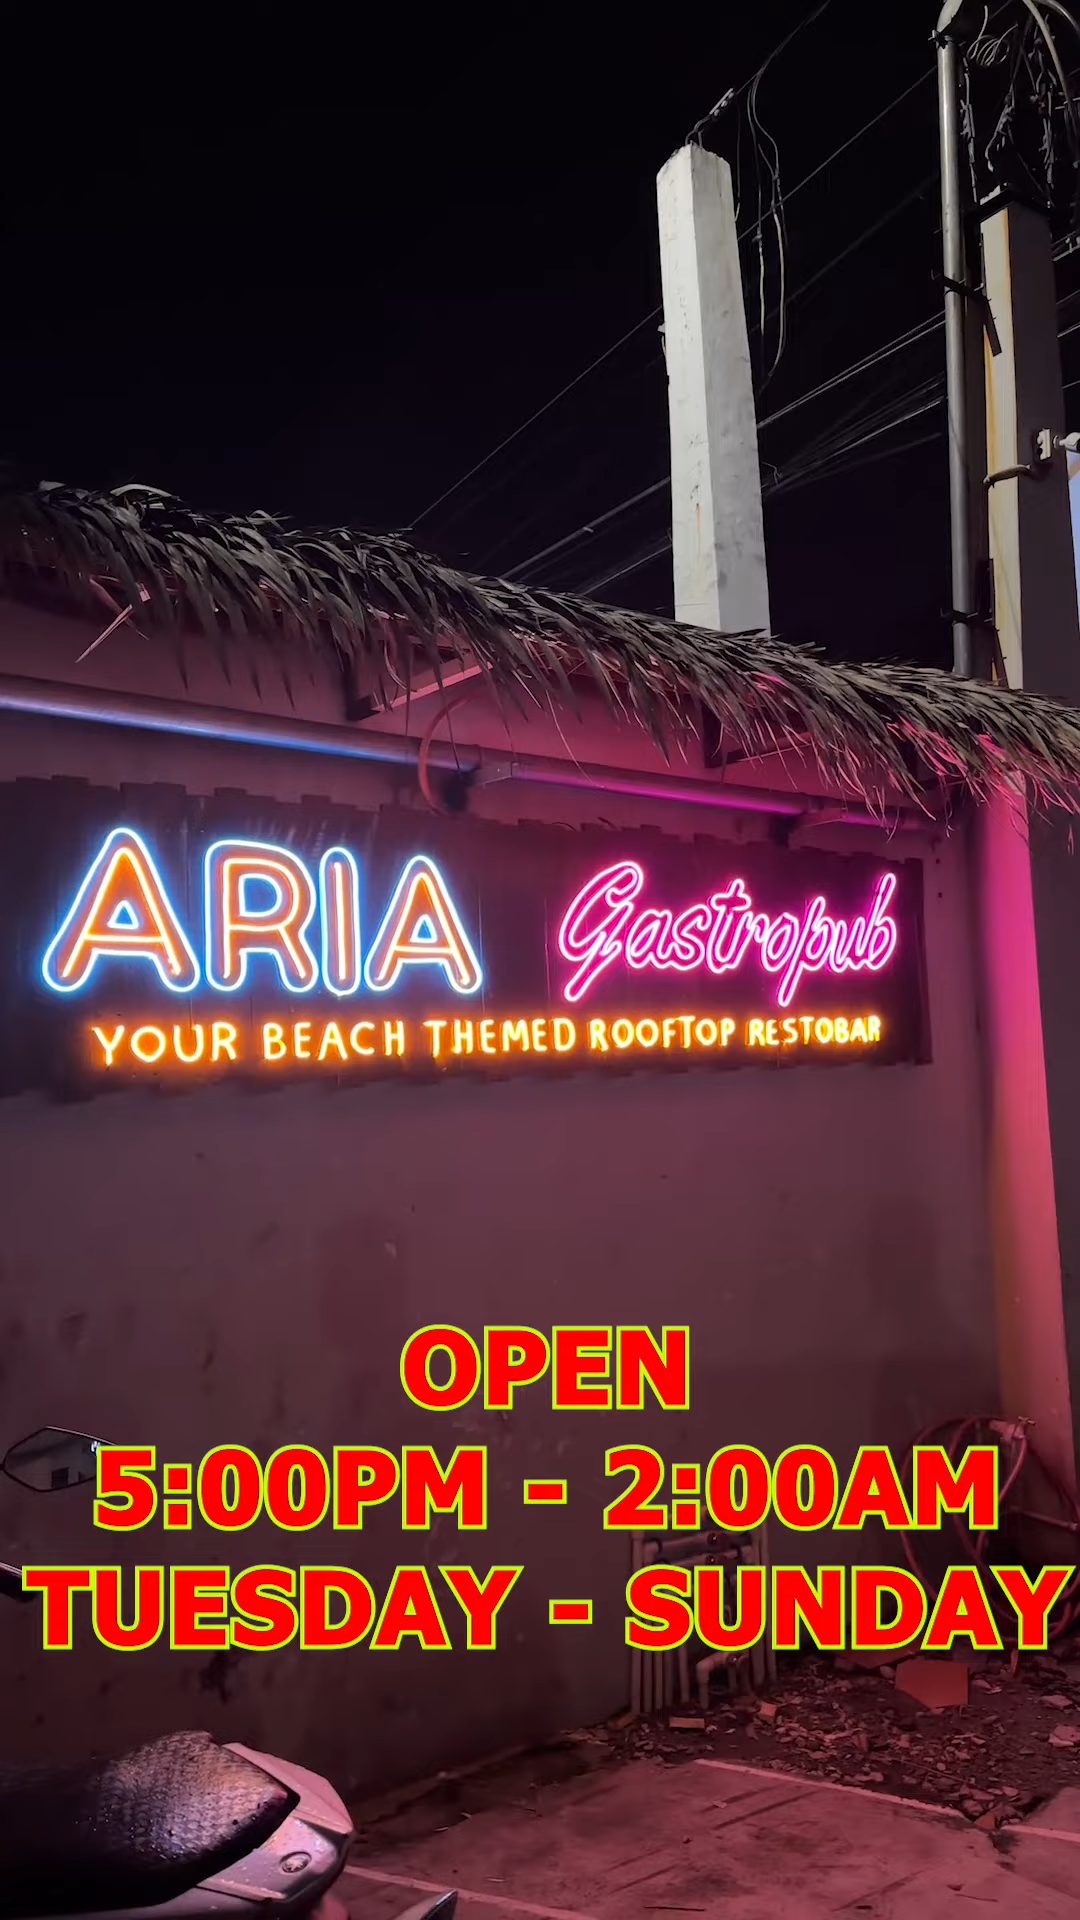 ARIA Gastropub
YOUR BEACH THEMED ROOFTOP RESTOBAR
OPEN
5:00PM - 2:00AM
TUESDAY - SUNDAY